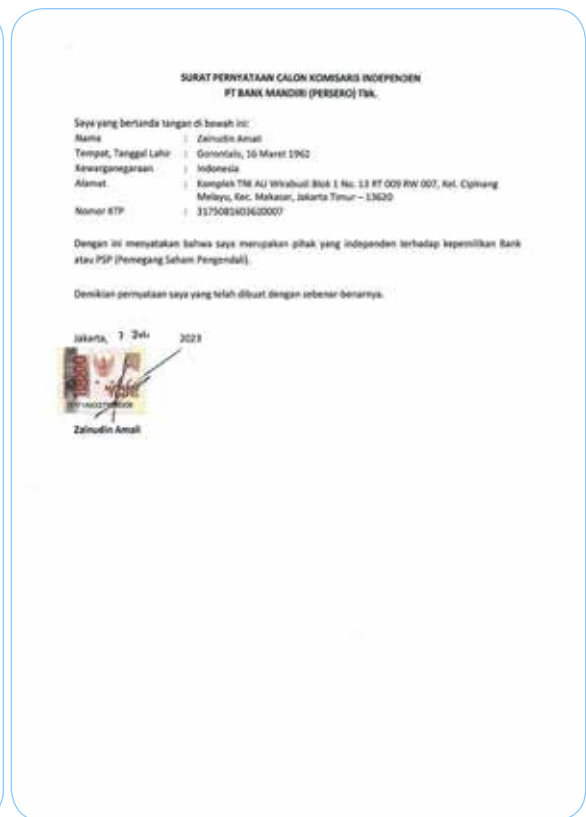 SURAT PERNYATAAN CALON KOMISARIS INDEPENDEN
PT BANK MANDIRI (PERSERO) Tbk.
Saya yang bertanda tangan di bawah ini:
Nama : Zainudin Amali
Tempat, Tanggal Lahir : Gorontalo, 16 Maret 1962
Kewarganegaraan : Indonesia
Alamat : Komplek TNI AU Wirabudi Blok 1 No. 13 RT 009 RW 007, Kel. Cipinang
Melayu, Kec. Makasar, Jakarta Timur – 13620
Nomor KTP : 3175081603620007
Dengan ini menyatakan bahwa saya merupakan pihak yang independen terhadap kepemilikan Bank
atau PSP (Pemegang Saham Pengendali).
Demikian pernyataan saya yang telah dibuat dengan sebenar benarnya.
Jakarta, 2023
10000
Zainudin Amali